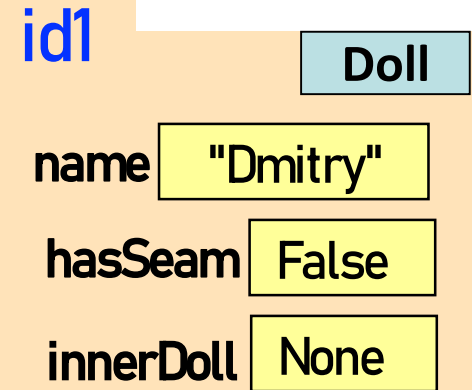 id1
Doll
name "Dmitry"
hasSeam False
innerDoll None